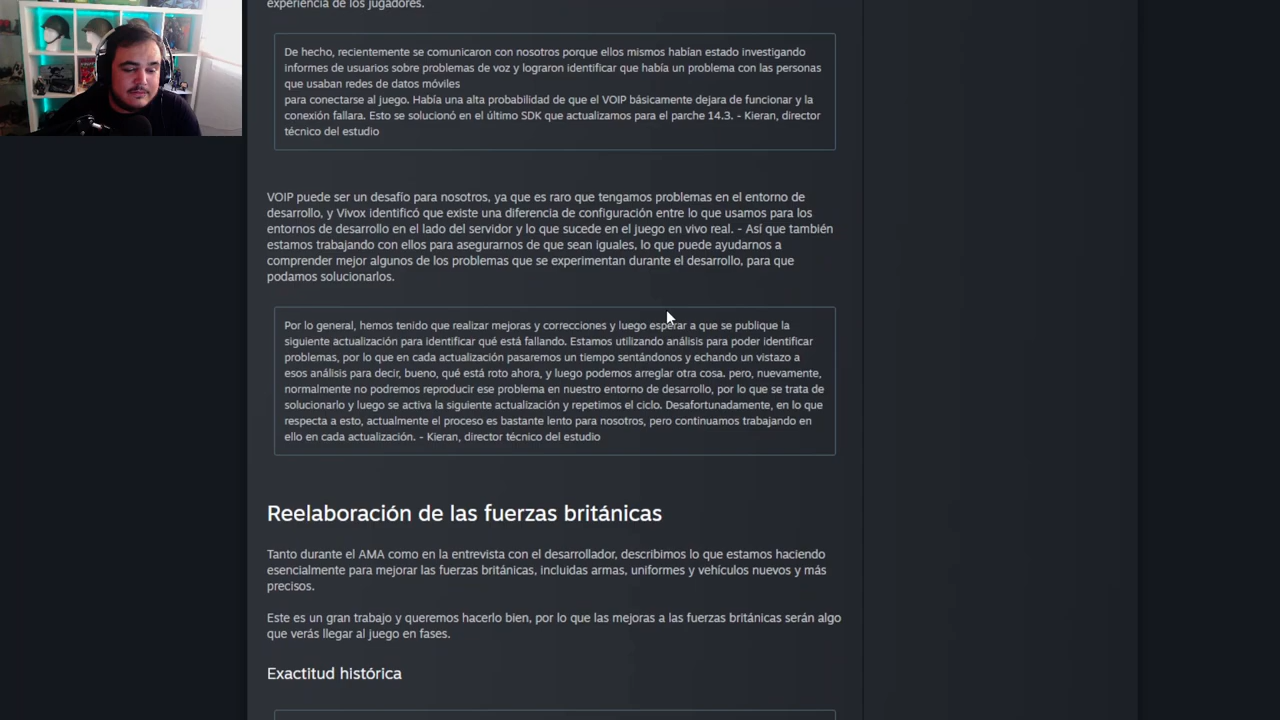 experiencia de los jugadores.
De hecho, recientemente se comunicaron con nosotros porque ellos mismos habían estado investigando
informes de usuarios sobre problemas de voz y lograron identificar que había un problema con las personas
que usaban redes de datos móviles
para conectarse al juego. Había una alta probabilidad de que el VOIP básicamente dejara de funcionar y la
conexión fallara. Esto se solucionó en el último SDK que actualizamos para el parche 14.3. - Kieran, director
técnico del estudio
VOIP puede ser un desafío para nosotros, ya que es raro que tengamos problemas en el entorno de
desarrollo, y Vivox identificó que existe una diferencia de configuración entre lo que usamos para los
entornos de desarrollo en el lado del servidor y lo que sucede en el juego en vivo real. - Así que también
estamos trabajando con ellos para asegurarnos de que sean iguales, lo que puede ayudarnos a
comprender mejor algunos de los problemas que se experimentan durante el desarrollo, para que
podamos solucionarlos.
Por lo general, hemos tenido que realizar mejoras y correcciones y luego esperar a que se publique la
siguiente actualización para identificar qué está fallando. Estamos utilizando análisis para poder identificar
problemas, por lo que en cada actualización pasaremos un tiempo sentándonos y echando un vistazo a
esos análisis para decir, bueno, qué está roto ahora, y luego podemos arreglar otra cosa. pero, nuevamente,
normalmente no podremos reproducir ese problema en nuestro entorno de desarrollo, por lo que se trata de
solucionarlo y luego se activa la siguiente actualización y repetimos el ciclo. Desafortunadamente, en lo que
respecta a esto, actualmente el proceso es bastante lento para nosotros, pero continuamos trabajando en
ello en cada actualización. - Kieran, director técnico del estudio
Reelaboración de las fuerzas británicas
Tanto durante el AMA como en la entrevista con el desarrollador, describimos lo que estamos haciendo
esencialmente para mejorar las fuerzas británicas, incluidas armas, uniformes y vehículos nuevos y más
precisos.
Este es un gran trabajo y queremos hacerlo bien, por lo que las mejoras a las fuerzas británicas serán algo
que verás llegar al juego en fases.
Exactitud histórica